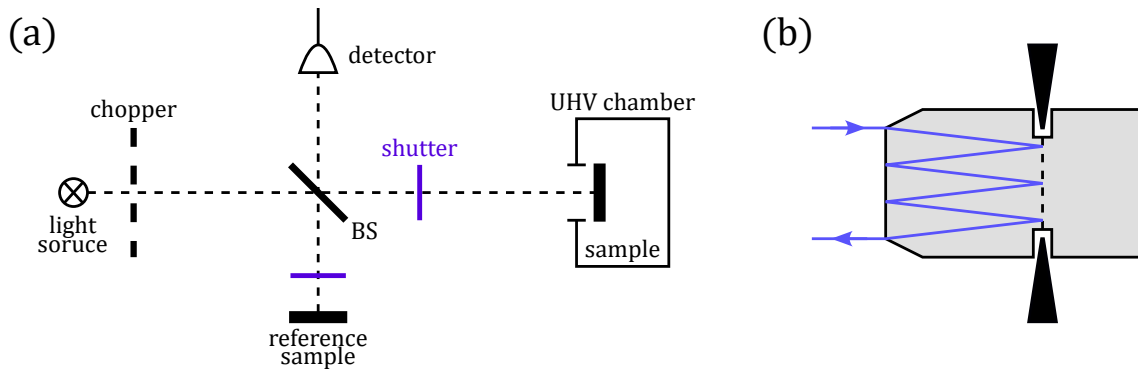 (a)
detector
chopper
UHV chamber
shutter
light
soruce
BS
sample
reference
sample
(b)